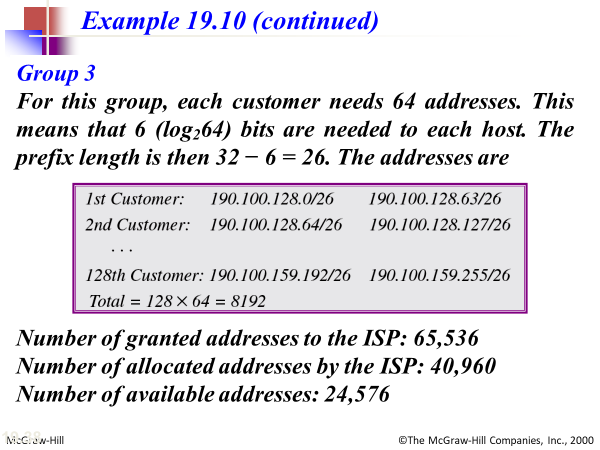 Example 19.10 (continued)
Group 3
For this group, each customer needs 64 addresses. This
means that 6 (log₂64) bits are needed to each host. The
prefix length is then 32 − 6 = 26. The addresses are
1st Customer: 190.100.128.0/26 190.100.128.63/26
2nd Customer: 190.100.128.64/26 190.100.128.127/26
. . .
128th Customer: 190.100.159.192/26 190.100.159.255/26
Total = 128 × 64 = 8192
Number of granted addresses to the ISP: 65,536
Number of allocated addresses by the ISP: 40,960
Number of available addresses: 24,576
McGraw-Hill ©The McGraw-Hill Companies, Inc., 2000